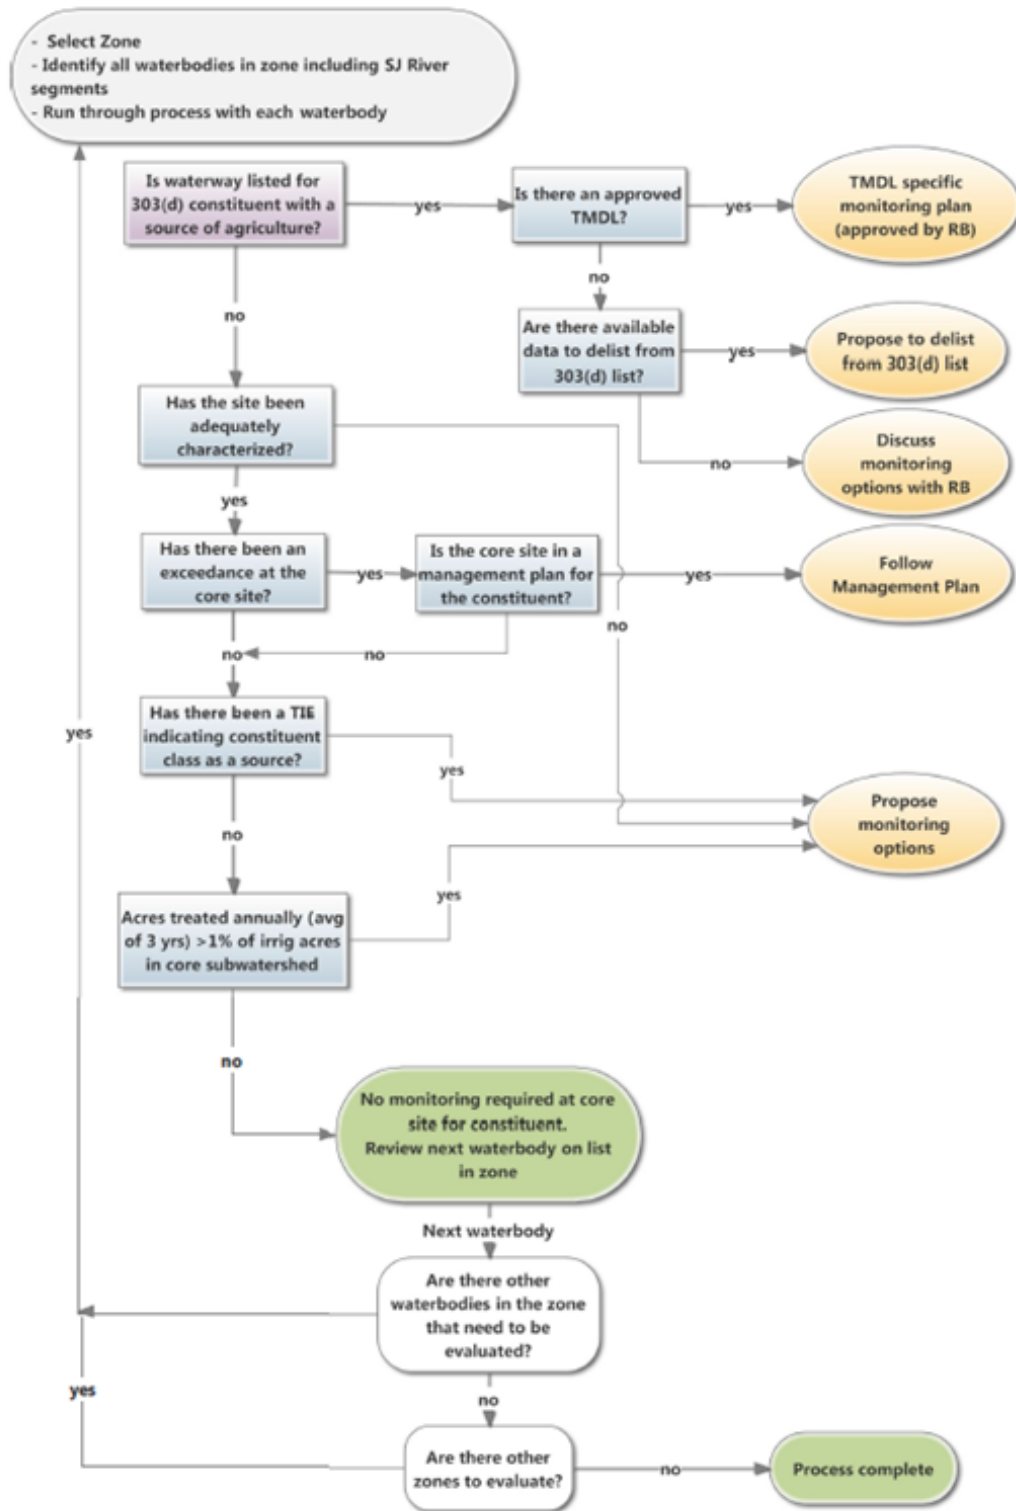 - Select Zone
- Identify all waterbodies in zone including SJ River
segments
- Run through process with each waterbody
Is waterway listed for
303(d) constituent with a
source of agriculture?
yes
Is there an approved
TMDL?
yes
TMDL specific
monitoring plan
(approved by RB)
no
no
Are there available
data to delist from
303(d) list?
yes
Propose to delist
from 303(d) list
Has the site been
adequately
characterized?
no
Discuss
monitoring
options with RB
yes
Has there been an
exceedance at the
core site?
yes
Is the core site in a
management plan for
the constituent?
yes
Follow
Management Plan
no
no
no
Has there been a TIE
indicating constituent
class as a source?
yes
yes
Propose
monitoring
options
no
Acres treated annually (avg
of 3 yrs) >1% of irrig acres
in core subwatershed
yes
no
No monitoring required at core
site for constituent.
Review next waterbody on list
in zone
Next waterbody
Are there other
waterbodies in the zone
that need to be
evaluated?
yes
no
Are there other
zones to evaluate?
no
Process complete